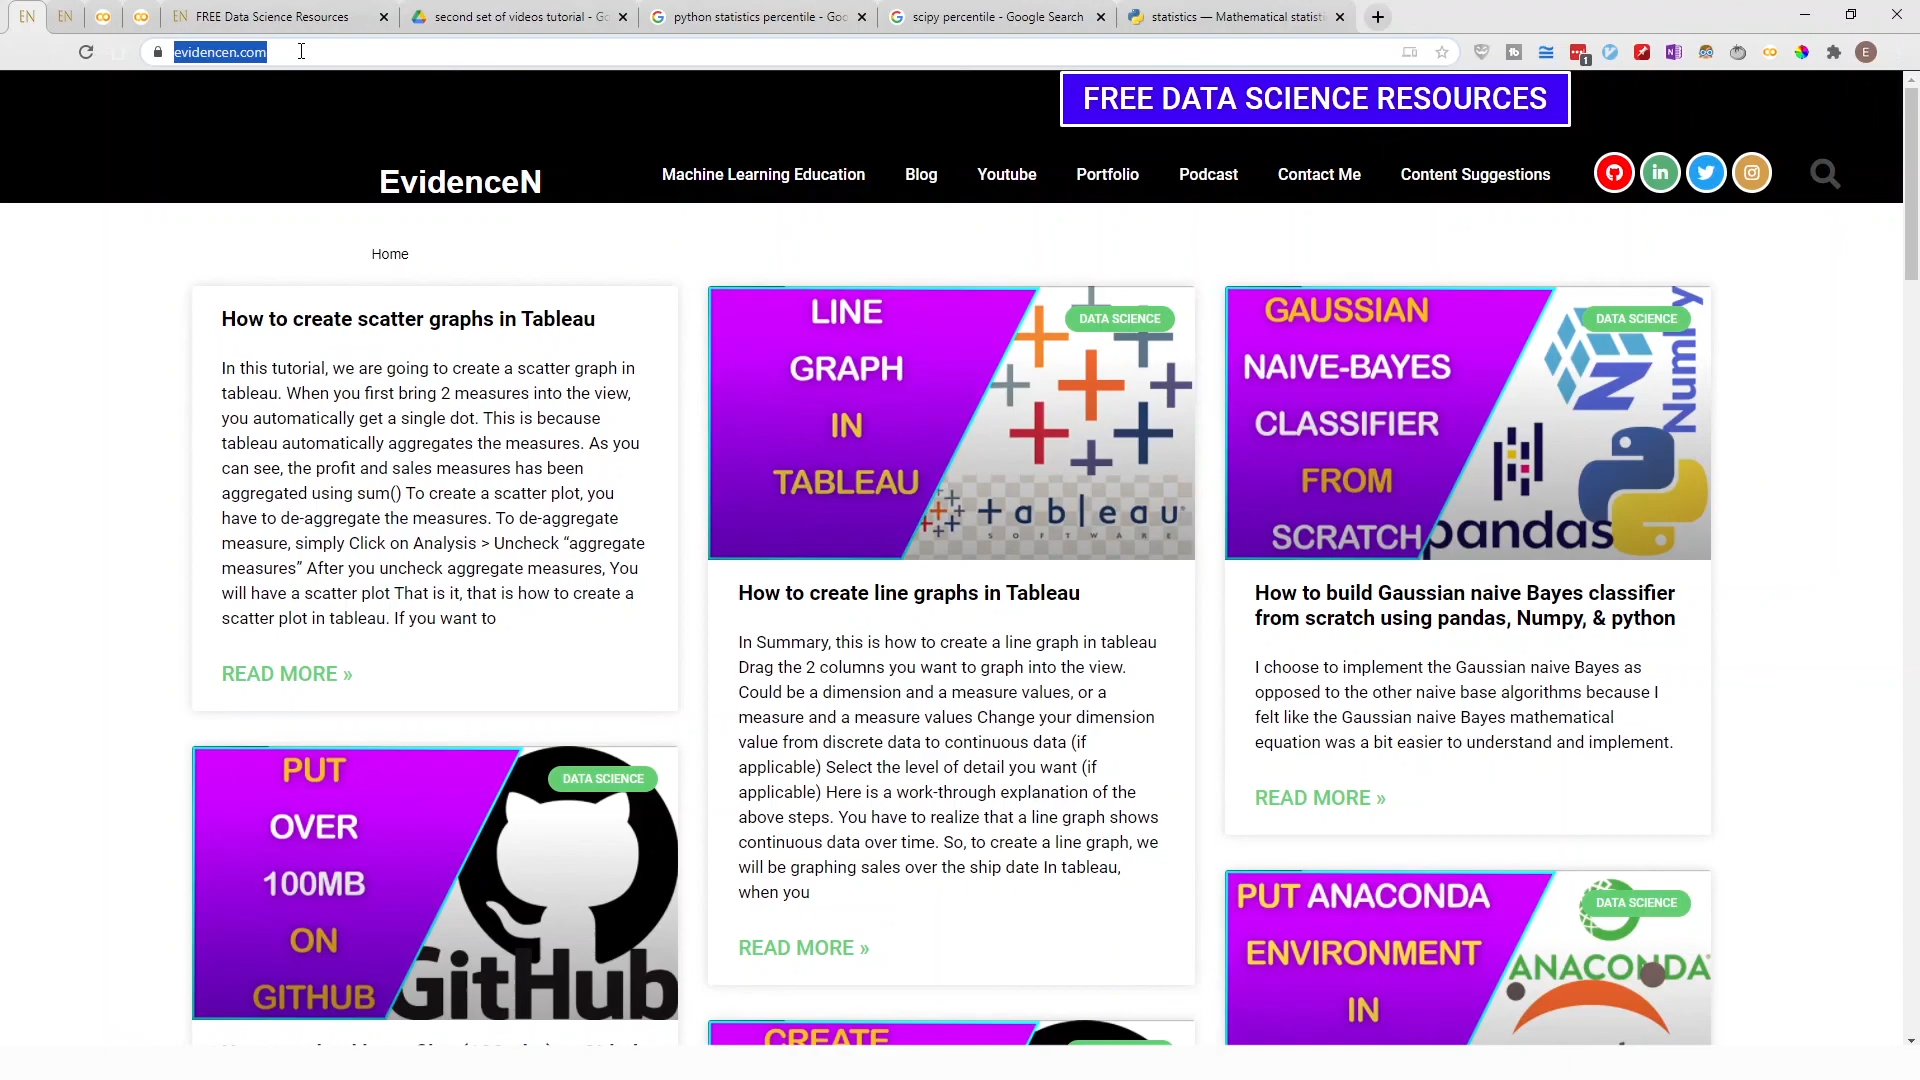 EN
EN
EN FREE Data Science Resources
second set of videos tutorial - Go
python statistics percentile - Goo
scipy percentile - Google Search
statistics — Mathematical statisti
evidencen.com
1
E
FREE DATA SCIENCE RESOURCES
EvidenceN
Machine Learning Education
Blog
Youtube
Portfolio
Podcast
Contact Me
Content Suggestions
in
Home
How to create scatter graphs in Tableau
In this tutorial, we are going to create a scatter graph in
tableau. When you first bring 2 measures into the view,
you automatically get a single dot. This is because
tableau automatically aggregates the measures. As you
can see, the profit and sales measures has been
aggregated using sum() To create a scatter plot, you
have to de-aggregate the measures. To de-aggregate
measure, simply Click on Analysis > Uncheck “aggregate
measures” After you uncheck aggregate measures, You
will have a scatter plot That is it, that is how to create a
scatter plot in tableau. If you want to
READ MORE »
PUT
OVER
100MB
ON
GITHUB
DATA SCIENCE
GitHub
LINE
GRAPH
IN
TABLEAU
DATA SCIENCE
+ a b l e a u
S O F T W A R E
How to create line graphs in Tableau
In Summary, this is how to create a line graph in tableau
Drag the 2 columns you want to graph into the view.
Could be a dimension and a measure values, or a
measure and a measure values Change your dimension
value from discrete data to continuous data (if
applicable) Select the level of detail you want (if
applicable) Here is a work-through explanation of the
above steps. You have to realize that a line graph shows
continuous data over time. So, to create a line graph, we
will be graphing sales over the ship date In tableau,
when you
READ MORE »
CREATE
GAUSSIAN
NAIVE-BAYES
CLASSIFIER
FROM
SCRATCH
DATA SCIENCE
NumPy
pandas
How to build Gaussian naive Bayes classifier
from scratch using pandas, Numpy, & python
I choose to implement the Gaussian naive Bayes as
opposed to the other naive base algorithms because I
felt like the Gaussian naive Bayes mathematical
equation was a bit easier to understand and implement.
READ MORE »
PUT ANACONDA
ENVIRONMENT
IN
DATA SCIENCE
ANACONDA